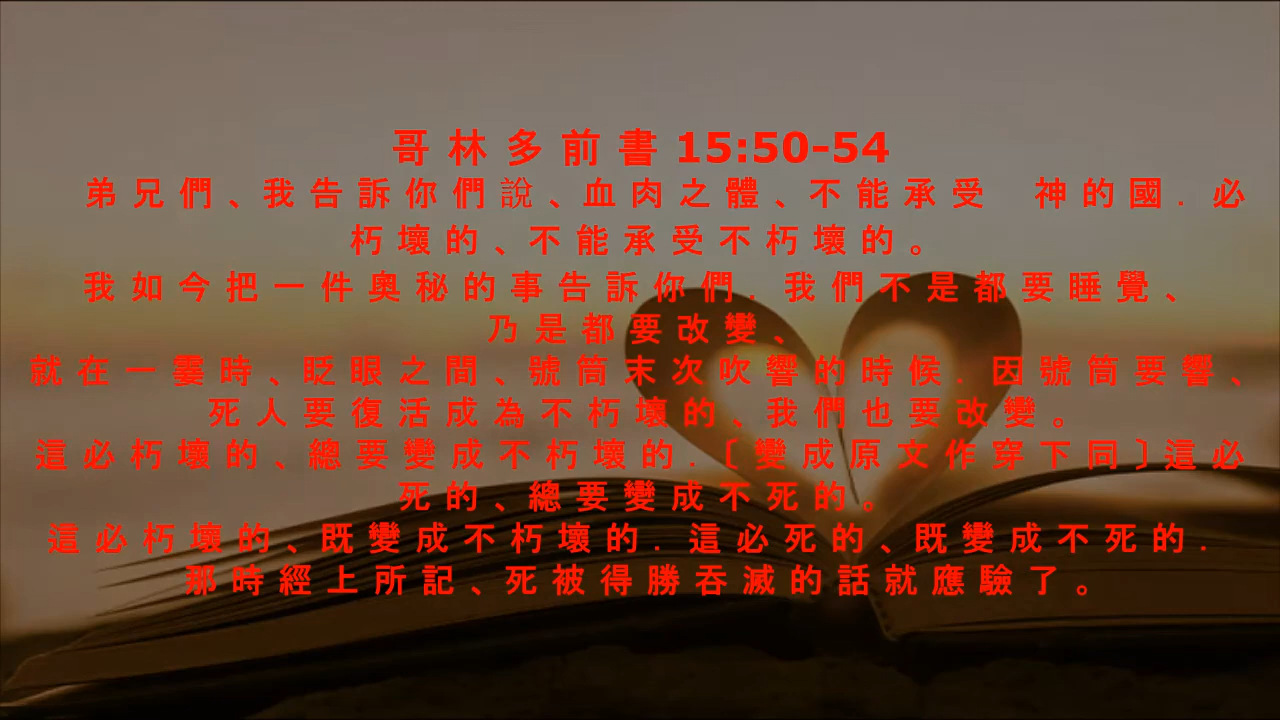 哥林多前書 15:50-54
弟兄們、我告訴你們說、血肉之體、不能承受 神的國．必
朽壞的、不能承受不朽壞的。
我如今把一件奧秘的事告訴你們．我們不是都要睡覺、
乃是都要改變、
就在一霎時、眨眼之間、號筒末次吹響的時候．因號筒要響、
死人要復活成為不朽壞的、我們也要改變。
這必朽壞的、總要變成不朽壞的．〔變成原文作穿下同〕這必
死的、總要變成不死的。
這必朽壞的、既變成不朽壞的．這必死的、既變成不死的．
那時經上所記、死被得勝吞滅的話就應驗了。